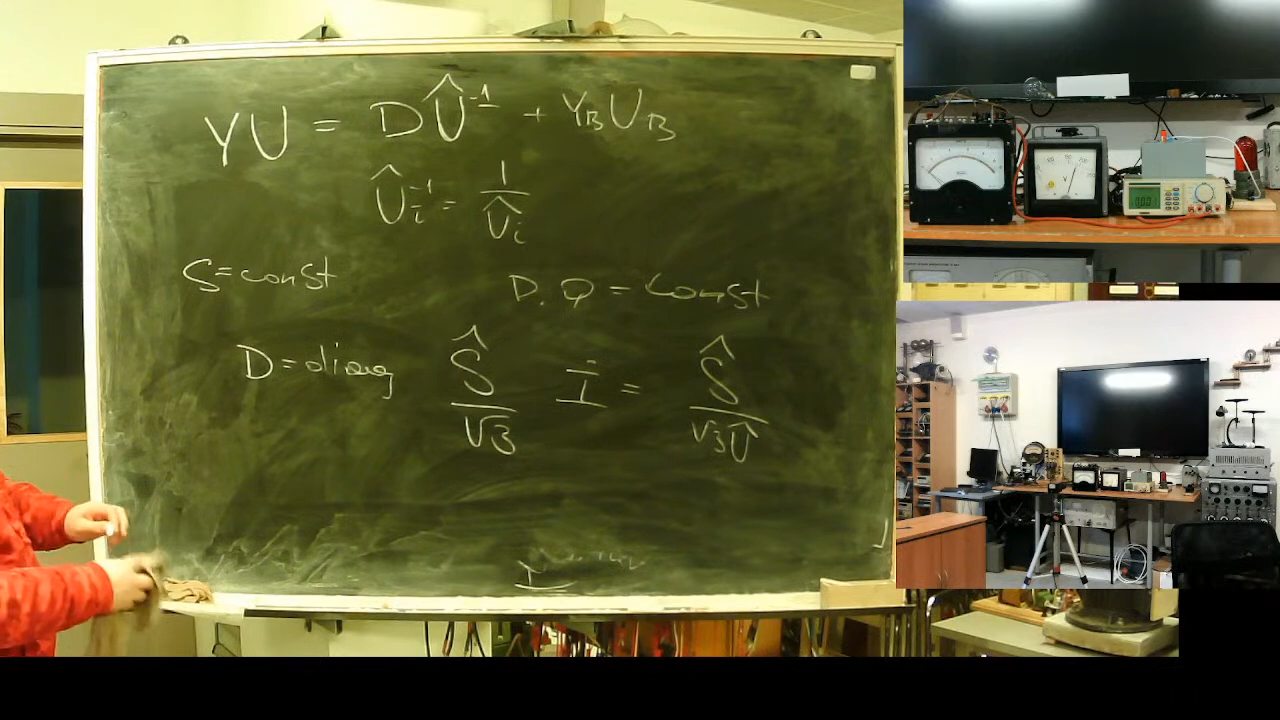 YU = DÛ⁻¹ + Y_B U_B
Û_i⁻¹ = 1/Û_i
S=const D.Q = const
D=diag Ŝ/√3 İ = Ŝ/(√3Û)